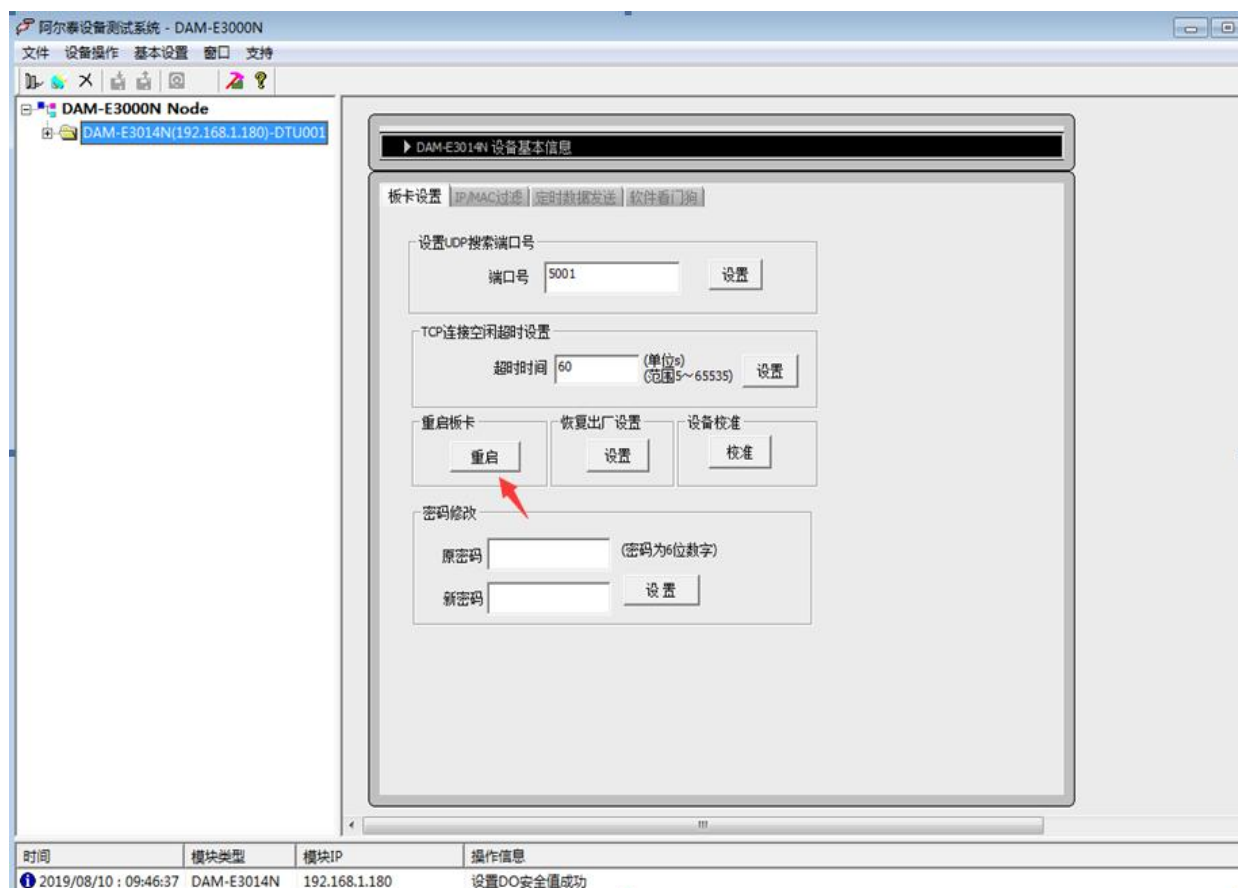 阿尔泰设备测试系统 - DAM-E3000N
文件 设备操作 基本设置 窗口 支持
DAM-E3000N Node
DAM-E3014N(192.168.1.180)-DTU001
DAM-E3014N 设备基本信息
板卡设置 IP/MAC过滤 定时数据发送 软件看门狗
设置UDP搜索端口号
端口号 5001 设置
TCP连接空闲超时设置
超时时间 60 (单位s) 设置
(范围5～65535)
重启板卡 恢复出厂设置 设备校准
重启 设置 校准
密码修改
原密码 (密码为6位数字)
新密码 设 置
时间 模块类型 模块IP 操作信息
2019/08/10 : 09:46:37 DAM-E3014N 192.168.1.180 设置DO安全值成功